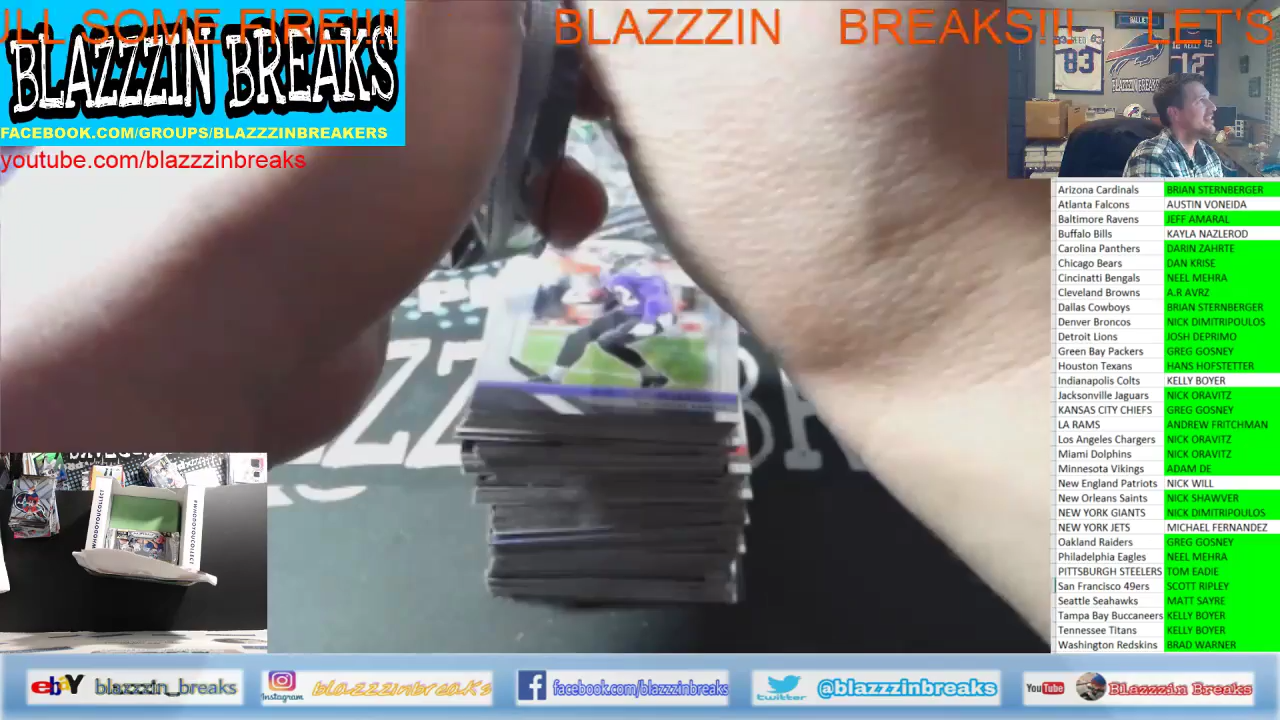 ULL SOME FIRE!!!! BLAZZZIN BREAKS!!! LET'S
BLAZZZIN BREAKS
FACEBOOK.COM/GROUPS/BLAZZZINBREAKERS
youtube.com/blazzzinbreaks
83
12
Arizona Cardinals BRIAN STERNBERGER
Atlanta Falcons AUSTIN VONEIDA
Baltimore Ravens JEFF AMARAL
Buffalo Bills KAYLA NAZLEROD
Carolina Panthers DARIN ZAHRTE
Chicago Bears DAN KRISE
Cincinatti Bengals NEEL MEHRA
Cleveland Browns A.R AVRZ
Dallas Cowboys BRIAN STERNBERGER
Denver Broncos NICK DIMITRIPOULOS
Detroit Lions JOSH DEPRIMO
Green Bay Packers GREG GOSNEY
Houston Texans HANS HOFSTETTER
Indianapolis Colts KELLY BOYER
Jacksonville Jaguars NICK ORAVITZ
KANSAS CITY CHIEFS GREG GOSNEY
LA RAMS ANDREW FRITCHMAN
Los Angeles Chargers NICK ORAVITZ
Miami Dolphins NICK ORAVITZ
Minnesota Vikings ADAM DE
New England Patriots NICK WILL
New Orleans Saints NICK SHAWVER
NEW YORK GIANTS NICK DIMITRIPOULOS
NEW YORK JETS MICHAEL FERNANDEZ
Oakland Raiders GREG GOSNEY
Philadelphia Eagles NEEL MEHRA
PITTSBURGH STEELERS TOM EADIE
San Francisco 49ers SCOTT RIPLEY
Seattle Seahawks MATT SAYRE
Tampa Bay Buccaneers KELLY BOYER
Tennessee Titans KELLY BOYER
Washington Redskins BRAD WARNER
ebay blazzzin_breaks
Instagram blazzzinbreaks
facebook.com/blazzzinbreaks
twitter @blazzzinbreaks
YouTube Blazzzin Breaks